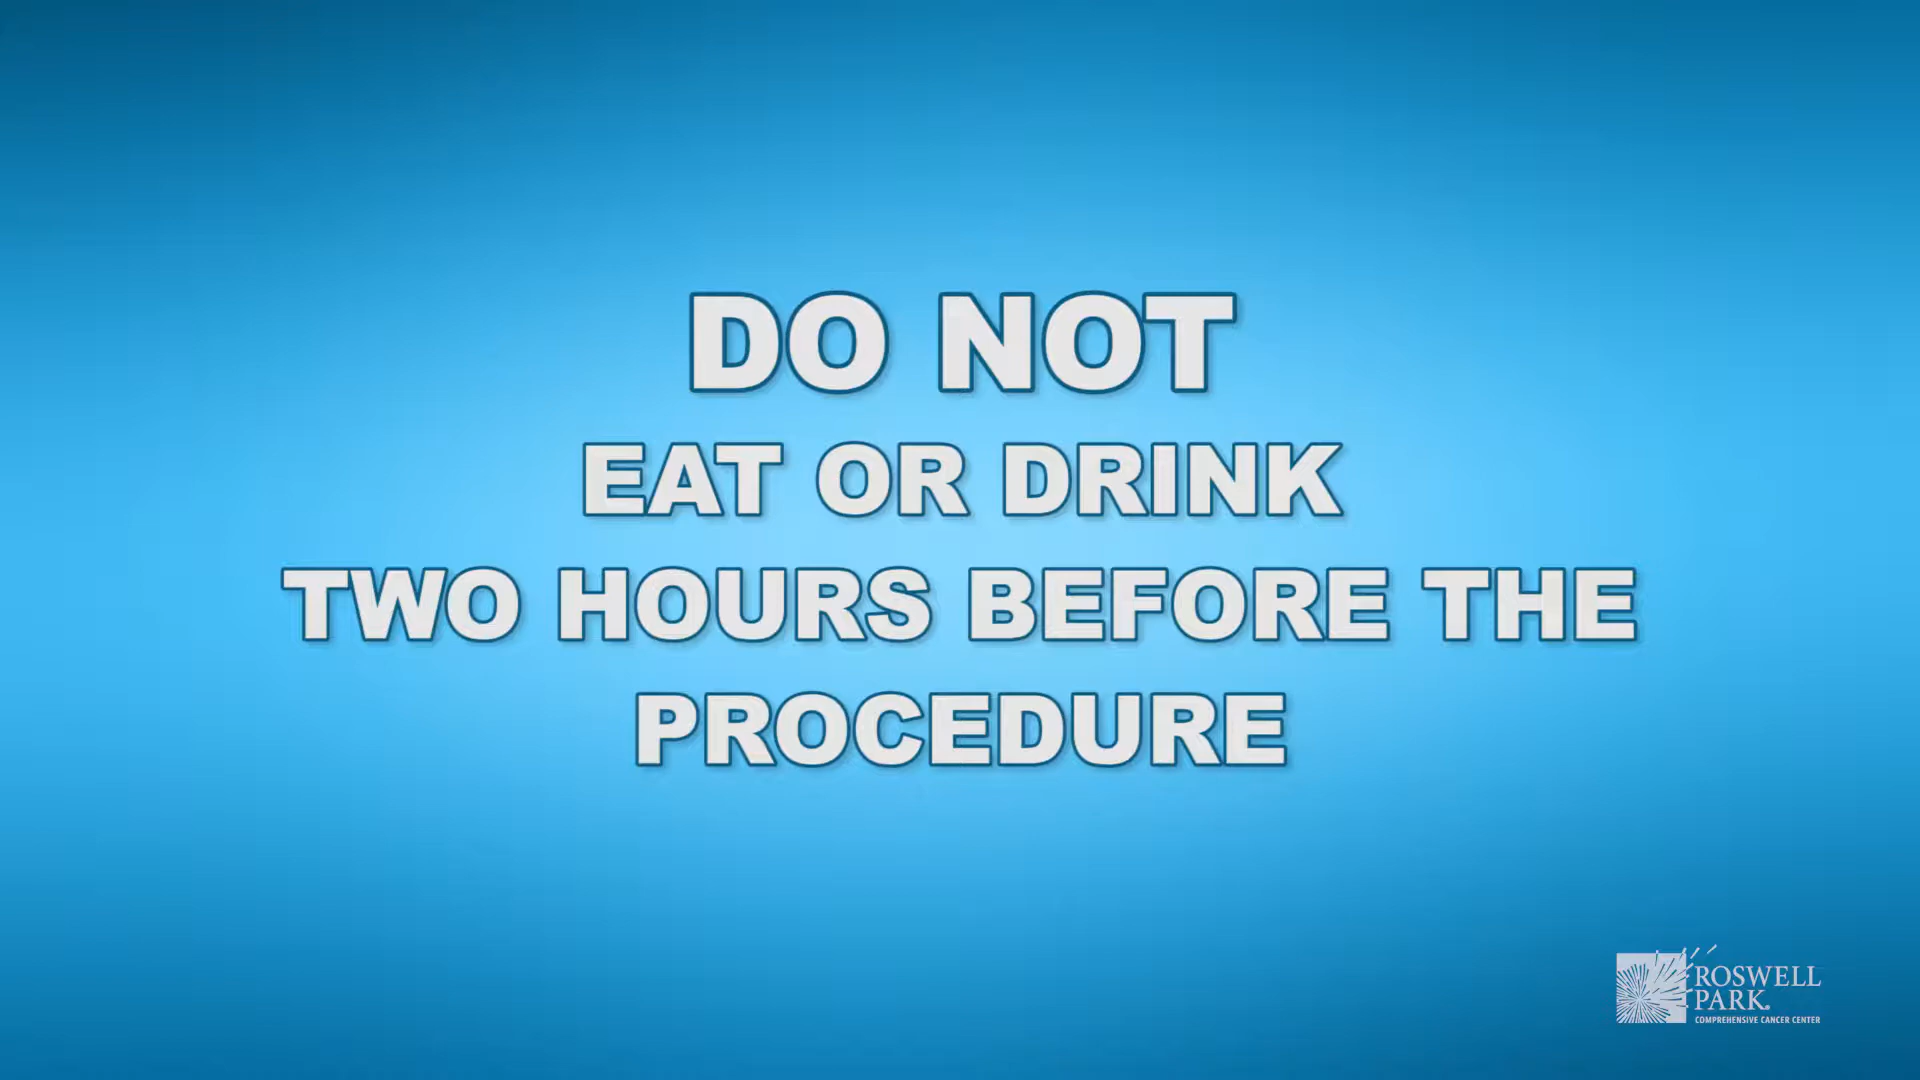 DO NOT
EAT OR DRINK
TWO HOURS BEFORE THE
PROCEDURE
ROSWELL
PARK®
COMPREHENSIVE CANCER CENTER